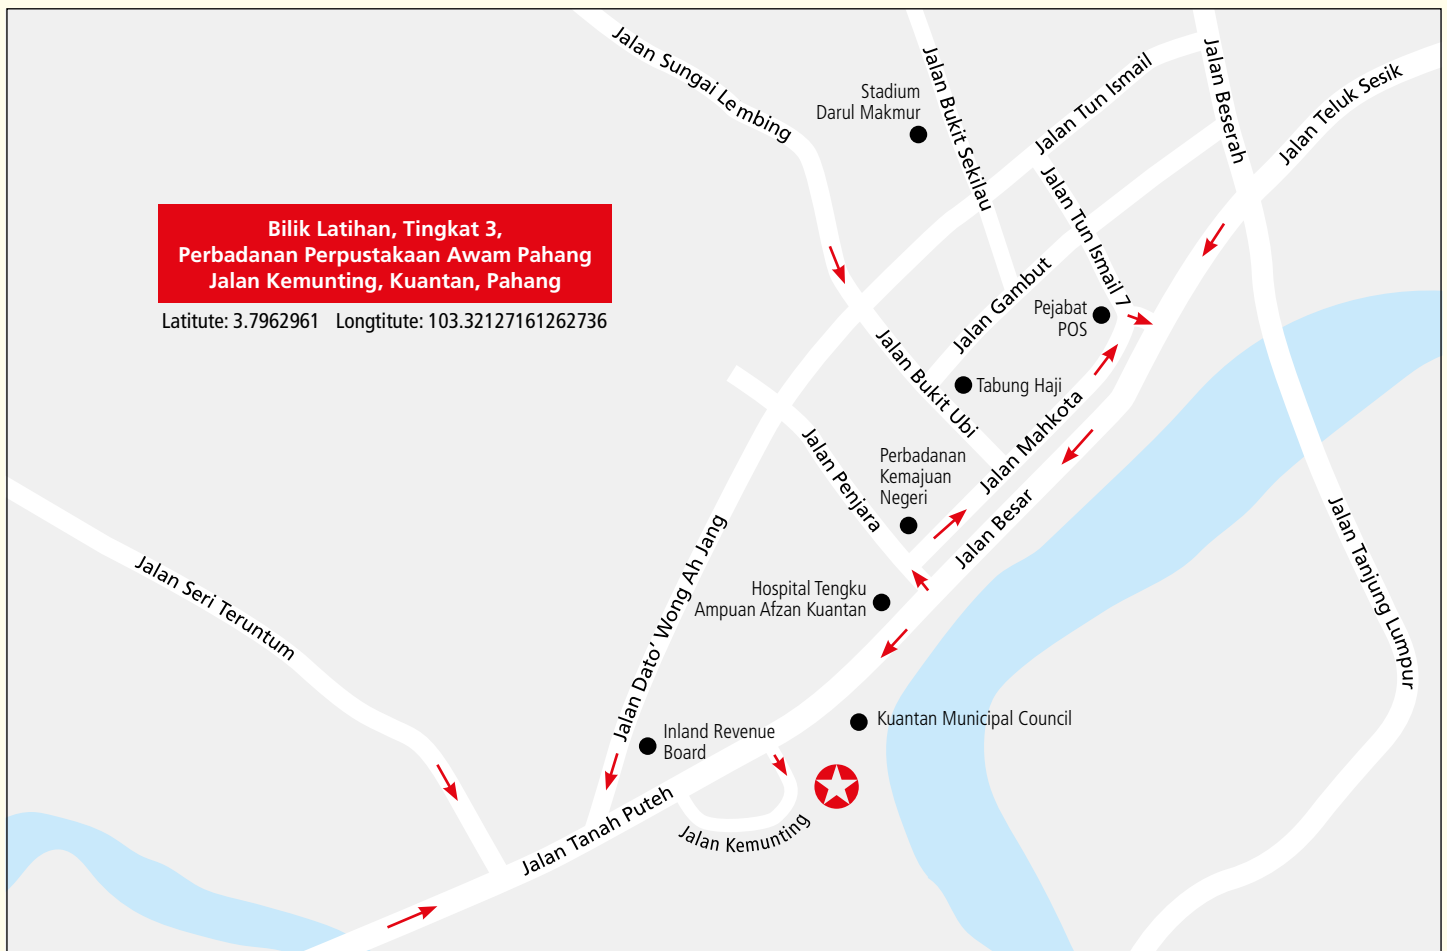 Jalan Sungai Lembing
Jalan Bukit Sekilau
Jalan Tun Ismail
Jalan Beserah
Jalan Teluk Sesik
Stadium
Darul Makmur
Jalan Tun Ismail 7
Bilik Latihan, Tingkat 3,
Perbadanan Perpustakaan Awam Pahang
Jalan Kemunting, Kuantan, Pahang
Latitute: 3.7962961 Longtitute: 103.32127161262736
Jalan Gambut
Pejabat
POS
Jalan Bukit Ubi
Tabung Haji
Jalan Mahkota
Jalan Penjara
Perbadanan
Kemajuan
Negeri
Jalan Besar
Jalan Tanjung Lumpur
Jalan Seri Teruntum
Jalan Dato’ Wong Ah Jang
Hospital Tengku
Ampuan Afzan Kuantan
Kuantan Municipal Council
Inland Revenue
Board
Jalan Tanah Puteh
Jalan Kemunting